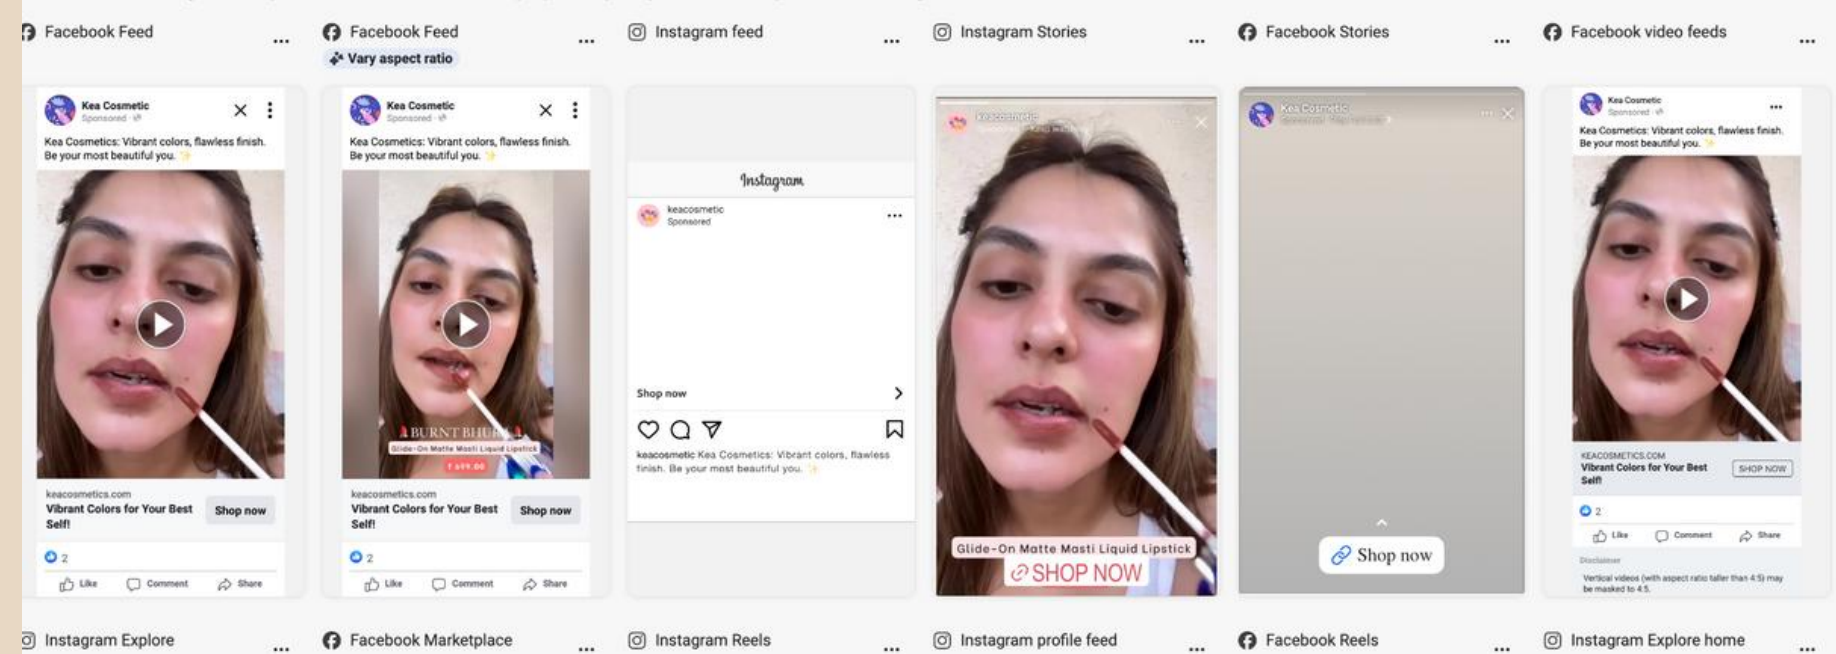 Facebook Feed
...
Facebook Feed
...
Vary aspect ratio
Instagram feed
...
Instagram Stories
...
Facebook Stories
...
Facebook video feeds
...
Kea Cosmetic
Sponsored
Kea Cosmetics: Vibrant colors, flawless finish.
Be your most beautiful you. ✨
keacosmetics.com
Vibrant Colors for Your Best
Self!
Shop now
2
Like Comment Share
Kea Cosmetic
Sponsored
Kea Cosmetics: Vibrant colors, flawless finish.
Be your most beautiful you. ✨
Glide-On Matte Masti Liquid Lipstick
₹ 699.00
keacosmetics.com
Vibrant Colors for Your Best
Self!
Shop now
2
Like Comment Share
Instagram
keacosmetic
Sponsored
Shop now
keacosmetic Kea Cosmetics: Vibrant colors, flawless
finish. Be your most beautiful you. ✨
keacosmetic
Glide-On Matte Masti Liquid Lipstick
SHOP NOW
Kea Cosmetic
Shop now
Kea Cosmetic
Sponsored
Kea Cosmetics: Vibrant colors, flawless finish.
Be your most beautiful you. ✨
KEACOSMETICS.COM
Vibrant Colors for Your Best
Self!
SHOP NOW
2
Like Comment Share
Disclaimer
Vertical videos (with aspect ratio taller than 4:5) may
be masked to 4:5.
Instagram Explore
...
Facebook Marketplace
...
Instagram Reels
...
Instagram profile feed
...
Facebook Reels
...
Instagram Explore home
...